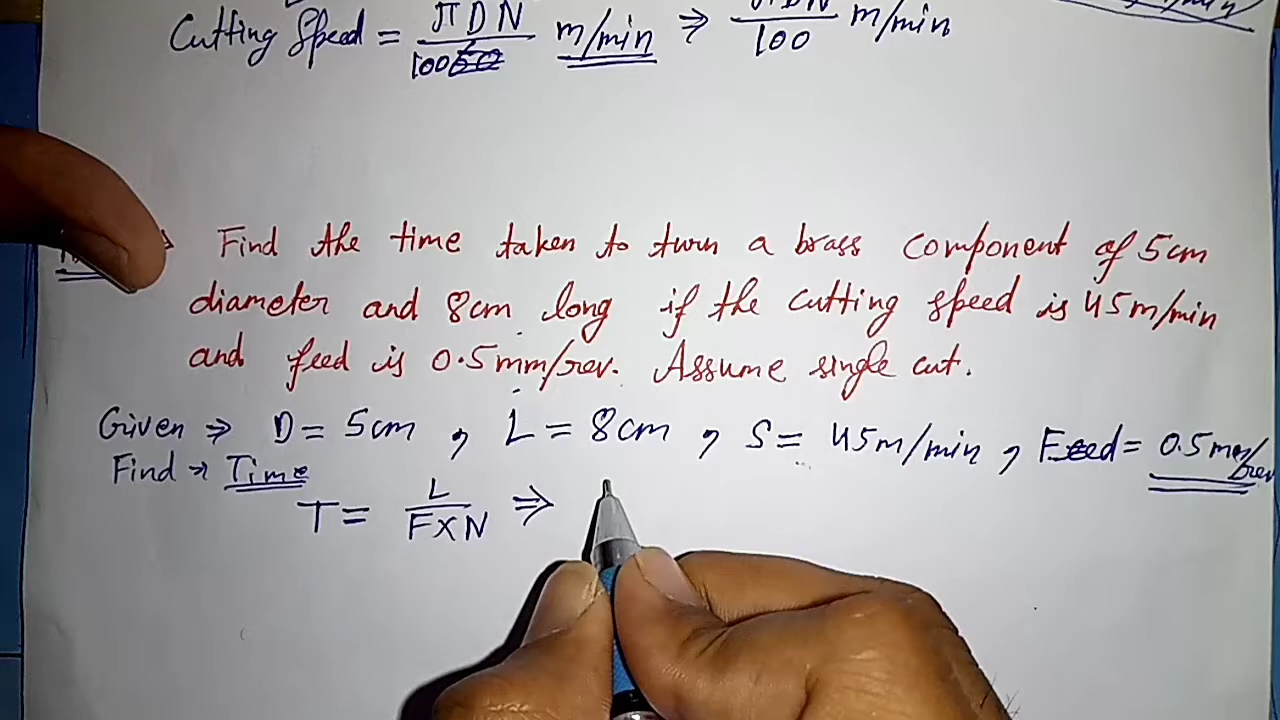 Cutting Speed = πDN/100 m/min ⇒ πDN/100 m/min
Find the time taken to turn a brass component of 5cm
diameter and 8cm long if the cutting speed is 45m/min
and feed is 0.5mm/rev. Assume single cut.
Given ⇒ D = 5cm , L = 8cm , S = 45m/min , Feed = 0.5mm/rev
Find → Time
T = L/F×N ⇒